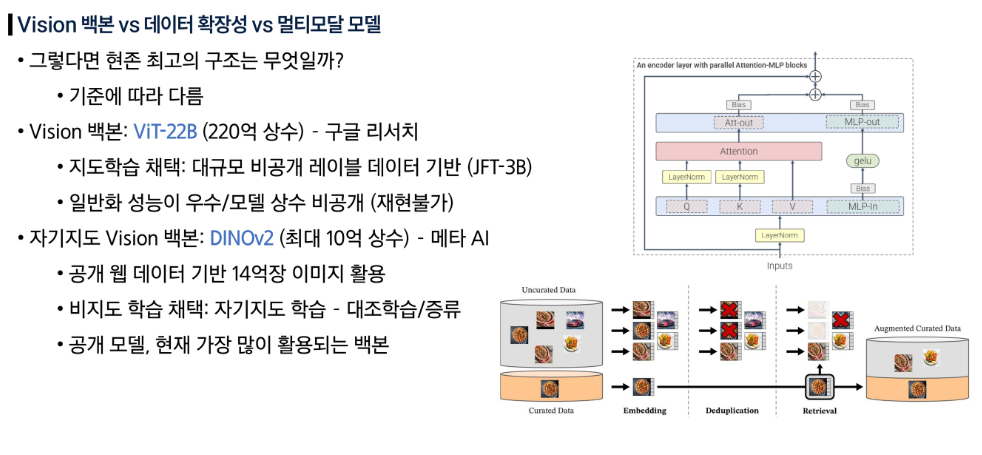 Vision 백본 vs 데이터 확장성 vs 멀티모달 모델
• 그렇다면 현존 최고의 구조는 무엇일까?
• 기준에 따라 다름
• Vision 백본: ViT-22B (220억 상수) - 구글 리서치
• 지도학습 채택: 대규모 비공개 레이블 데이터 기반 (JFT-3B)
• 일반화 성능이 우수/모델 상수 비공개 (재현불가)
• 자기지도 Vision 백본: DINOv2 (최대 10억 상수) - 메타 AI
• 공개 웹 데이터 기반 14억장 이미지 활용
• 비지도 학습 채택: 자기지도 학습 - 대조학습/증류
• 공개 모델, 현재 가장 많이 활용되는 백본
An encoder layer with parallel Attention-MLP blocks
Bias
Bias
Att-out
MLP-out
Attention
gelu
LayerNorm
LayerNorm
Bias
Q
K
V
MLP-In
LayerNorm
Inputs
Uncurated Data
Augmented Curated Data
Curated Data
Embedding
Deduplication
Retrieval